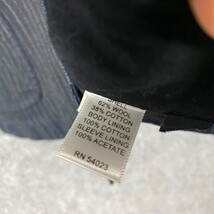 SHELL
62% WOOL
38% COTTON
BODY LINING
100% COTTON
SLEEVE LINING
100% ACETATE
RN 54023